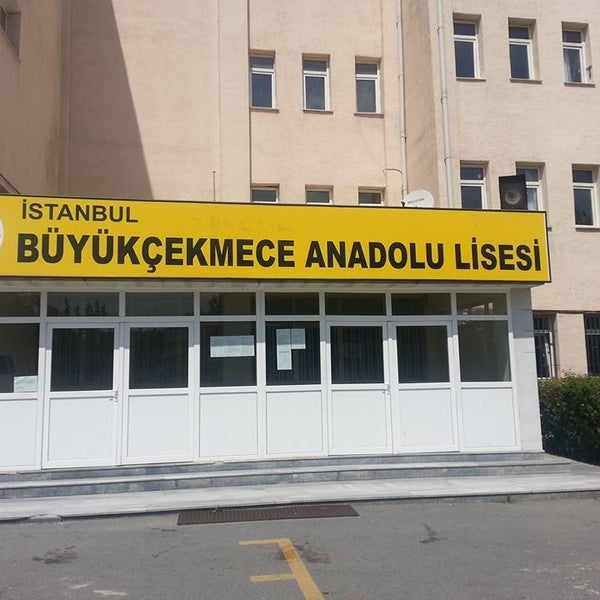 İSTANBUL
BÜYÜKÇEKMECE ANADOLU LİSESİ